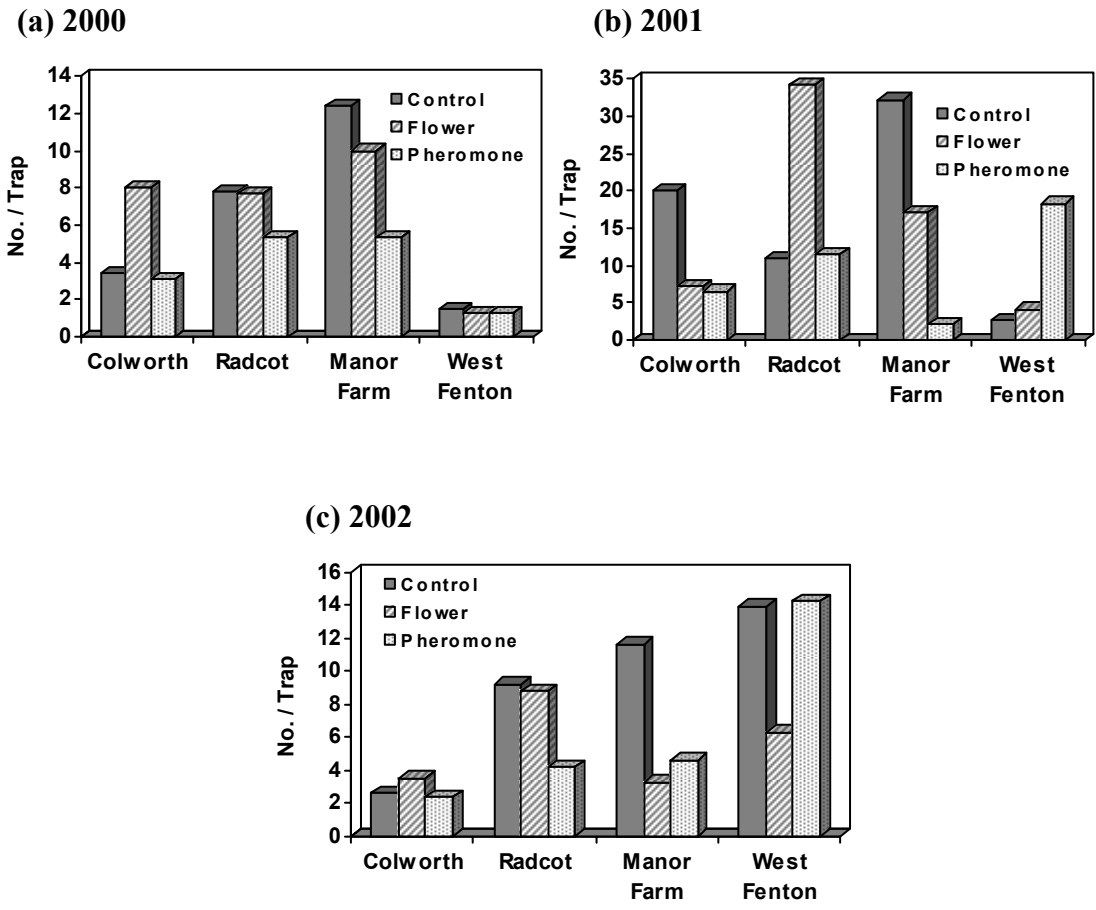 (a) 2000
No. / Trap
14
12
10
8
6
4
2
0
Control
Flower
Pheromone
Colworth Radcot Manor West
Farm Fenton
(b) 2001
No. / Trap
35
30
25
20
15
10
5
0
Control
Flower
Pheromone
Colworth Radcot Manor West
Farm Fenton
(c) 2002
No. / Trap
16
14
12
10
8
6
4
2
0
Control
Flower
Pheromone
Colworth Radcot Manor West
Farm Fenton